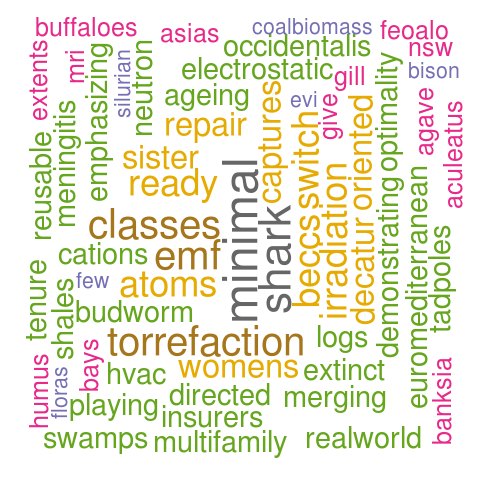 buffaloes
asias
coalbiomass
feoalo
occidentalis
nsw
electrostatic
gill
bison
extents
mri
silurian
neutron
emphasizing
ageing
evi
give
captures
optimality
agave
aculeatus
repair
reusable
meningitis
sister
ready
switch
oriented
minimal
shark
classes
emf
cations
few
atoms
beccs
irradiation
decatur
demonstrating
euromediterranean
tadpoles
tenure
shales
budworm
torrefaction
logs
womens
extinct
humus
floras
bays
hvac
playing
directed
merging
insurers
banksia
swamps
multifamily
realworld